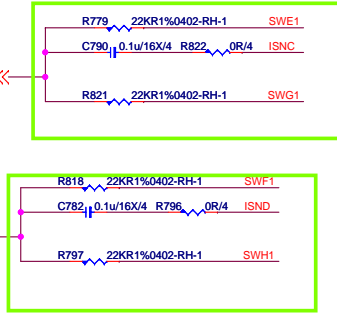 R779 22KR1%0402-RH-1 SWE1
C790 0.1u/16X/4 R822 0R/4 ISNC
R821 22KR1%0402-RH-1 SWG1
R818 22KR1%0402-RH-1 SWF1
C782 0.1u/16X/4 R796 0R/4 ISND
R797 22KR1%0402-RH-1 SWH1